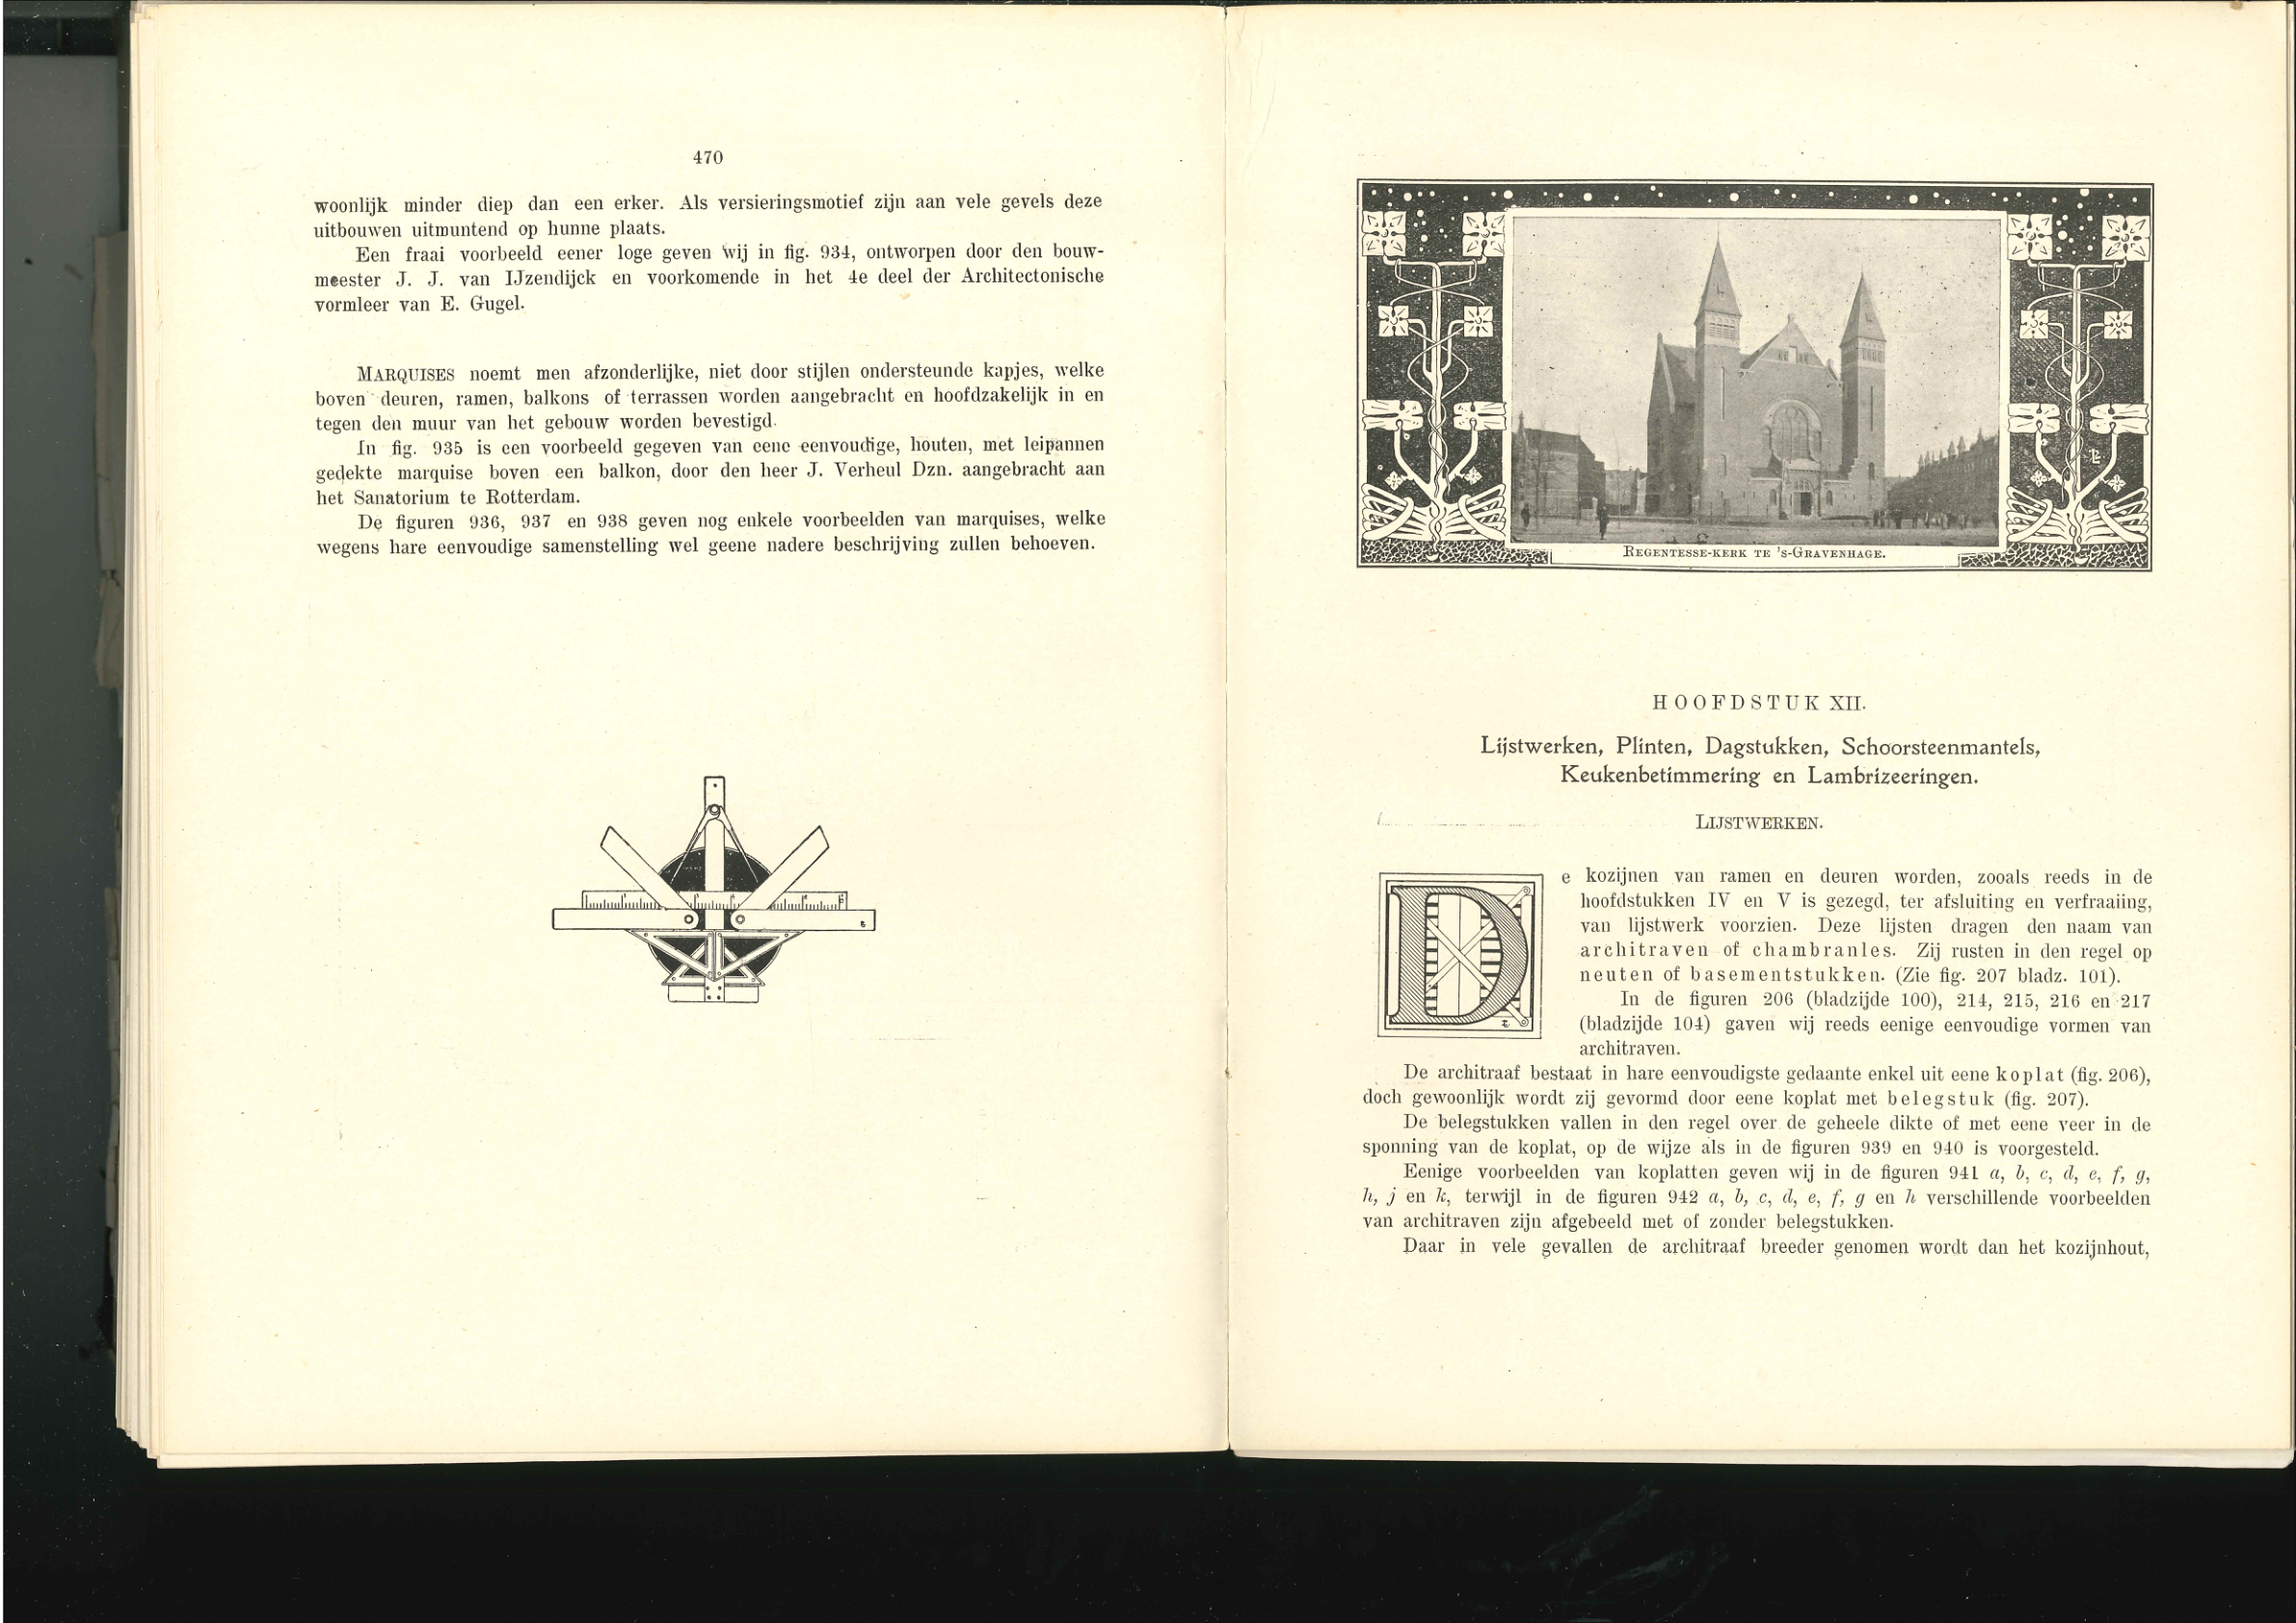 470
woonlijk minder diep dan een erker. Als versieringsmotief zijn aan vele gevels deze
uitbouwen uitmuntend op hunne plaats.
Een fraai voorbeeld eener loge geven wij in fig. 934, ontworpen door den bouw-
meester J. J. van IJzendijck en voorkomende in het 4e deel der Architectonische
vormleer van E. Gugel.
MARQUISES noemt men afzonderlijke, niet door stijlen ondersteunde kapjes, welke
boven deuren, ramen, balkons of terrassen worden aangebracht en hoofdzakelijk in en
tegen den muur van het gebouw worden bevestigd.
In fig. 935 is een voorbeeld gegeven van eene eenvoudige, houten, met leipannen
gedekte marquise boven een balkon, door den heer J. Verheul Dzn. aangebracht aan
het Sanatorium te Rotterdam.
De figuren 936, 937 en 938 geven nog enkele voorbeelden van marquises, welke
wegens hare eenvoudige samenstelling wel geene nadere beschrijving zullen behoeven.
REGENTESSE-KERK TE 'S-GRAVENHAGE.
HOOFDSTUK XII.
Lijstwerken, Plinten, Dagstukken, Schoorsteenmantels,
Keukenbetimmering en Lambrizeeringen.
LIJSTWERKEN.
De kozijnen van ramen en deuren worden, zooals reeds in de
hoofdstukken IV en V is gezegd, ter afsluiting en verfraaiing,
van lijstwerk voorzien. Deze lijsten dragen den naam van
architraven of chambranles. Zij rusten in den regel op
neuten of basementstukken. (Zie fig. 207 bladz. 101).
In de figuren 206 (bladzijde 100), 214, 215, 216 en 217
(bladzijde 104) gaven wij reeds eenige eenvoudige vormen van
architraven.
De architraaf bestaat in hare eenvoudigste gedaante enkel uit eene koplat (fig. 206),
doch gewoonlijk wordt zij gevormd door eene koplat met belegstuk (fig. 207).
De belegstukken vallen in den regel over de geheele dikte of met eene veer in de
sponning van de koplat, op de wijze als in de figuren 939 en 940 is voorgesteld.
Eenige voorbeelden van koplatten geven wij in de figuren 941 a, b, c, d, e, f, g,
h, j en k, terwijl in de figuren 942 a, b, c, d, e, f, g en h verschillende voorbeelden
van architraven zijn afgebeeld met of zonder belegstukken.
Daar in vele gevallen de architraaf breeder genomen wordt dan het kozijnhout,